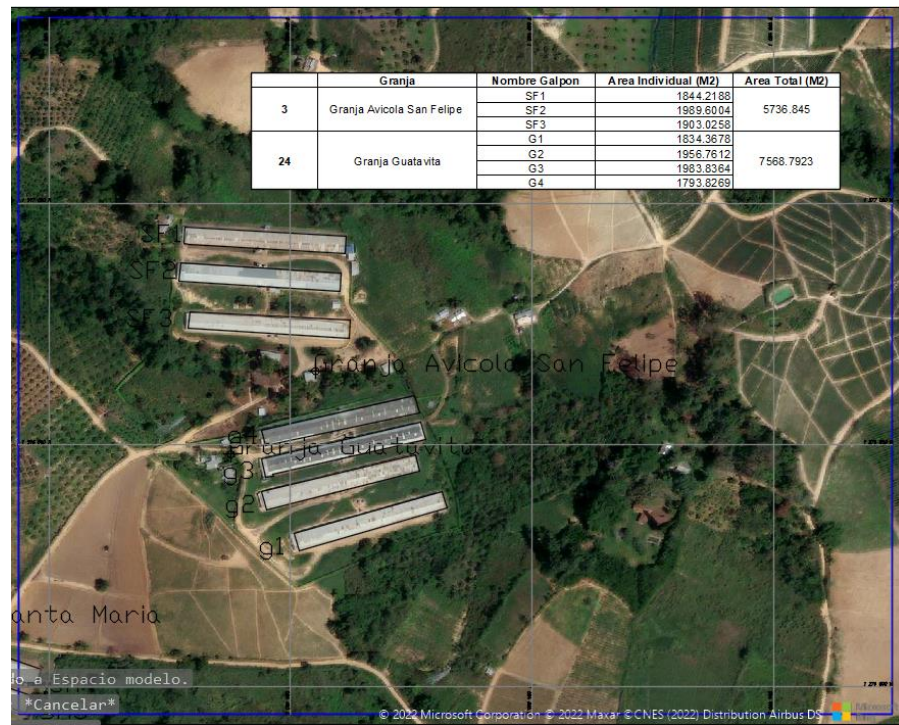 Granja Nombre Galpon Area Individual (M2) Area Total (M2)
3 Granja Avicola San Felipe SF1 1844.2188 5736.845
SF2 1989.6004
SF3 1903.0258
24 Granja Guatavita G1 1834.3678 7568.7923
G2 1956.7612
G3 1983.8364
G4 1793.8269
SF1
SF2
SF3
Granja Avicola San Felipe
Granja Guatavita
g3
g2
g1
anta Maria
o a Espacio modelo.
*Cancelar*
© 2022 Microsoft Corporation © 2022 Maxar © CNES (2022) Distribution Airbus DS